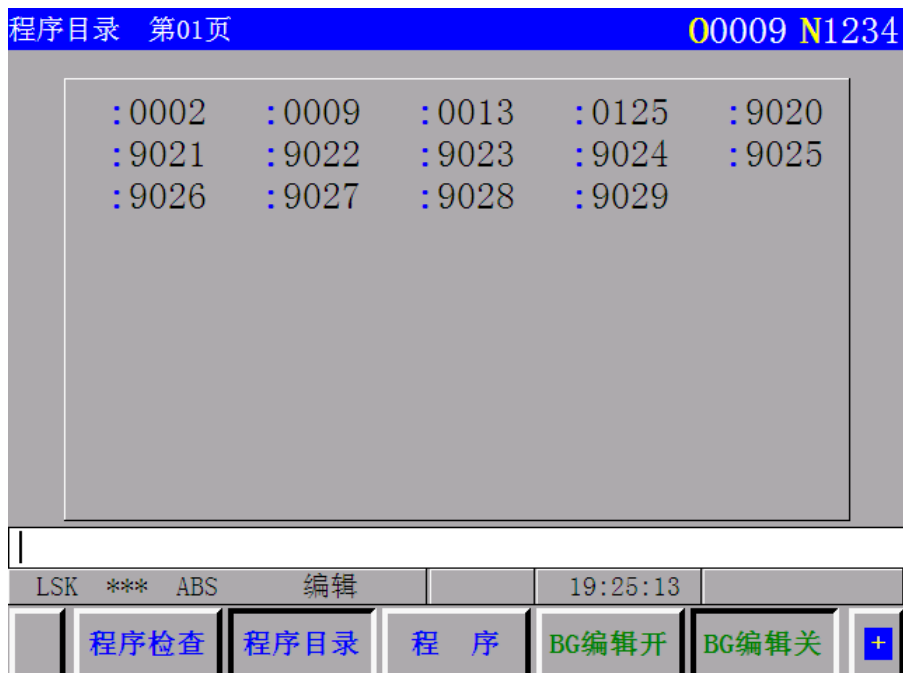 程序目录 第01页 O0009 N1234
:0002 :0009 :0013 :0125 :9020
:9021 :9022 :9023 :9024 :9025
:9026 :9027 :9028 :9029
LSK *** ABS 编辑 19:25:13
程序检查 程序目录 程 序 BG编辑开 BG编辑关 +